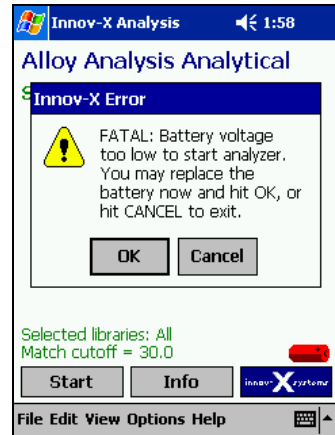 Innov-X Analysis 1:58
Alloy Analysis Analytical
S
Innov-X Error
FATAL: Battery voltage
too low to start analyzer.
You may replace the
battery now and hit OK, or
hit CANCEL to exit.
OK Cancel
Selected libraries: All
Match cutoff = 30.0
Start Info innov-X systems
File Edit View Options Help